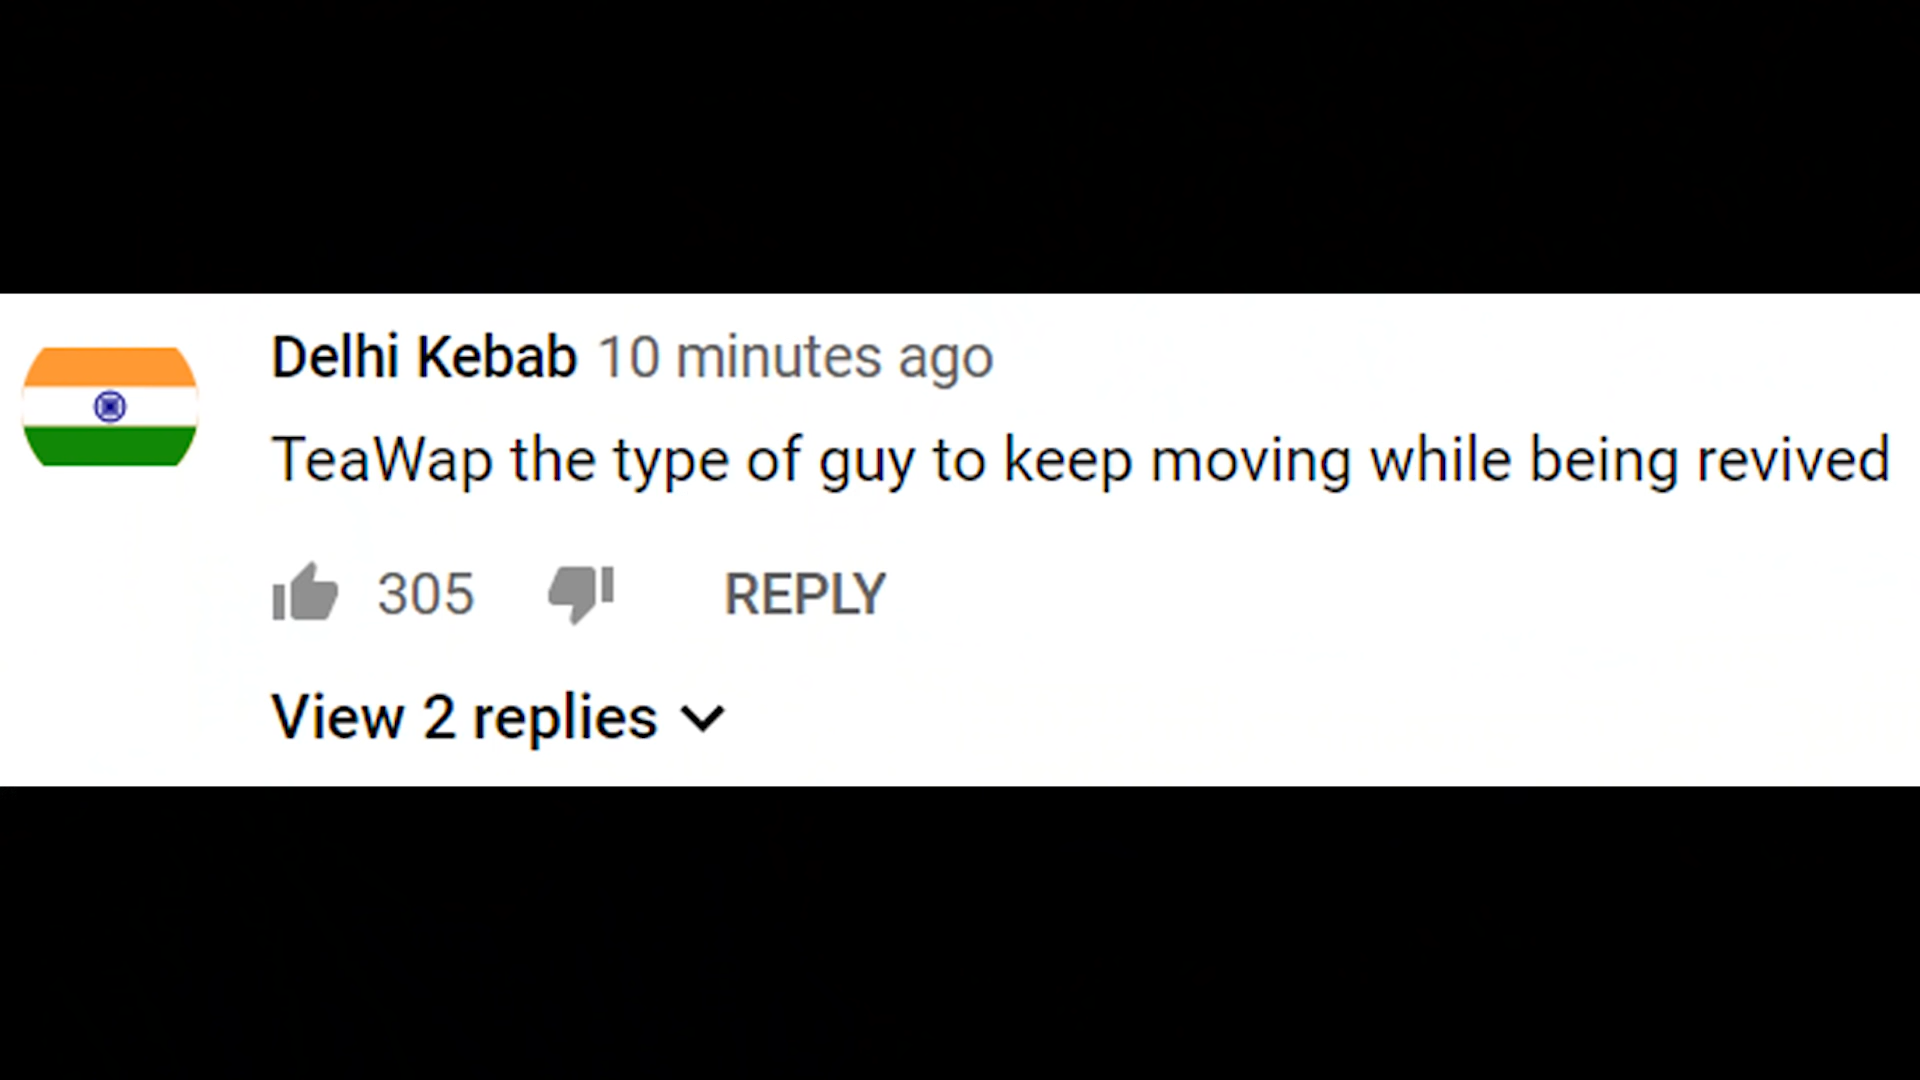 Delhi Kebab 10 minutes ago
TeaWap the type of guy to keep moving while being revived
305 REPLY
View 2 replies